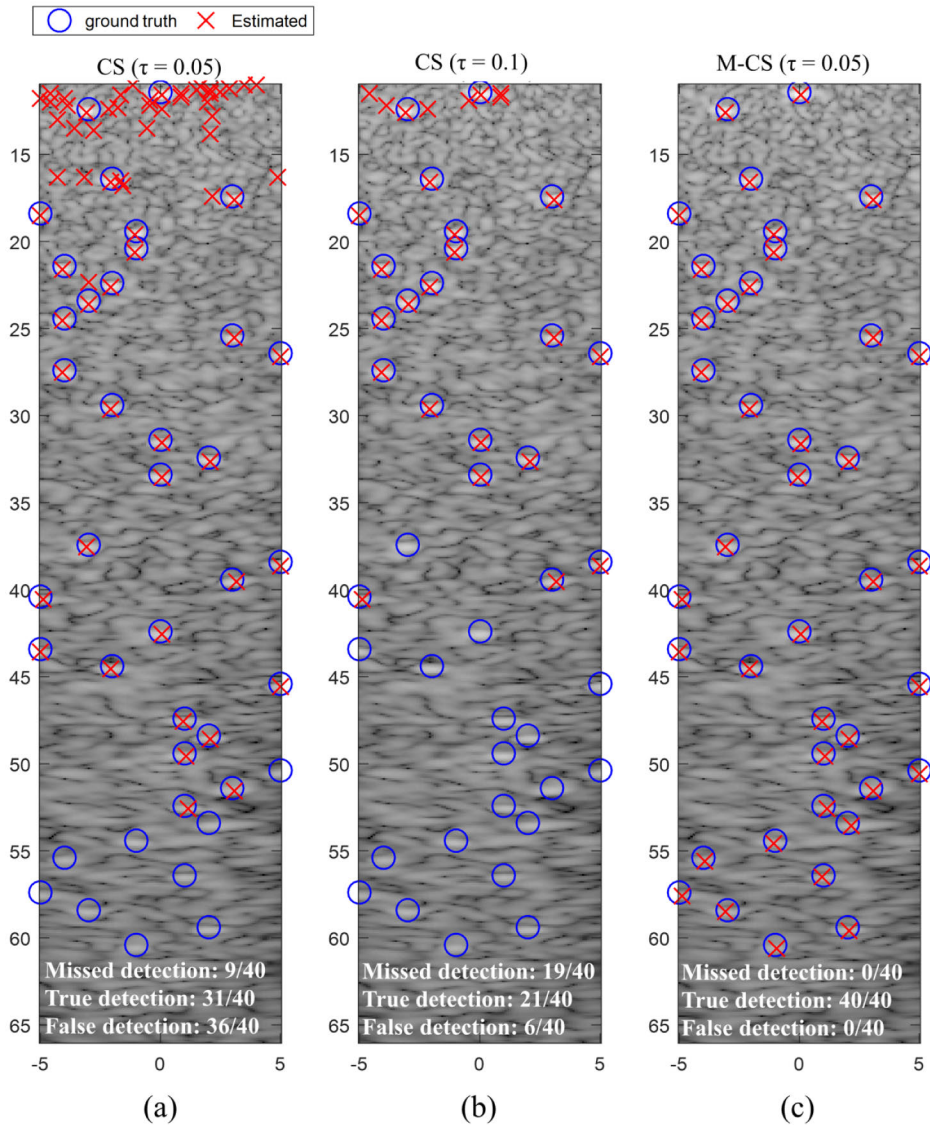 ground truth Estimated
CS (τ = 0.05) CS (τ = 0.1) M-CS (τ = 0.05)
15 15 15
20 20 20
25 25 25
30 30 30
35 35 35
40 40 40
45 45 45
50 50 50
55 55 55
60 60 60
Missed detection: 9/40 Missed detection: 19/40 Missed detection: 0/40
True detection: 31/40 True detection: 21/40 True detection: 40/40
False detection: 36/40 False detection: 6/40 False detection: 0/40
65 65 65
-5 0 5 -5 0 5 -5 0 5
(a) (b) (c)